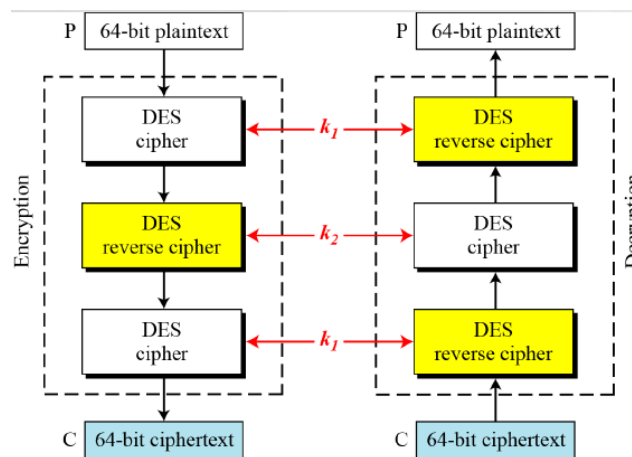 P 64-bit plaintext P 64-bit plaintext
DES cipher k1 DES reverse cipher
Encryption
DES reverse cipher k2 DES cipher
Decryption
DES cipher k1 DES reverse cipher
C 64-bit ciphertext C 64-bit ciphertext